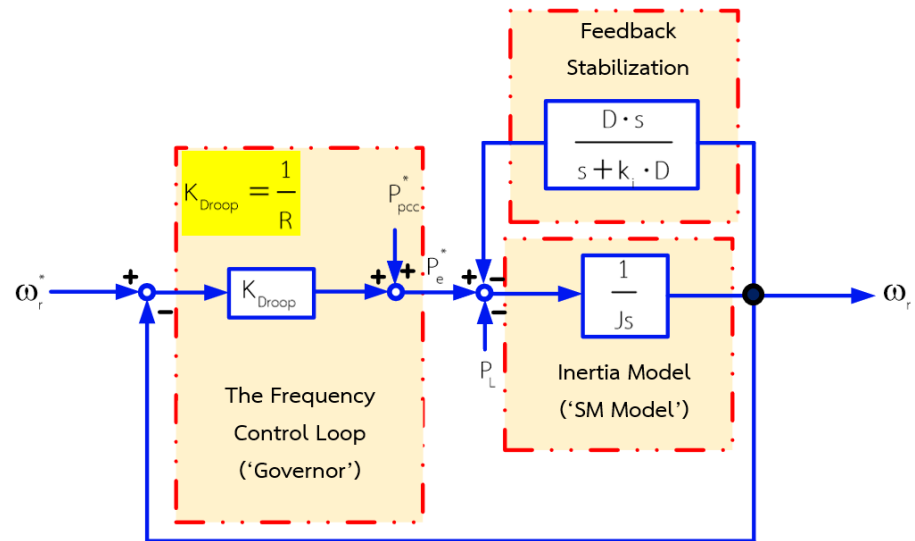 Feedback
Stabilization
D·s
s+k_i·D
K_Droop = 1
R
P*_pcc
ω*_r
+
−
K_Droop
+
+
P*_e
+
−
−
P_L
1
Js
ω_r
Inertia Model
('SM Model')
The Frequency
Control Loop
('Governor')